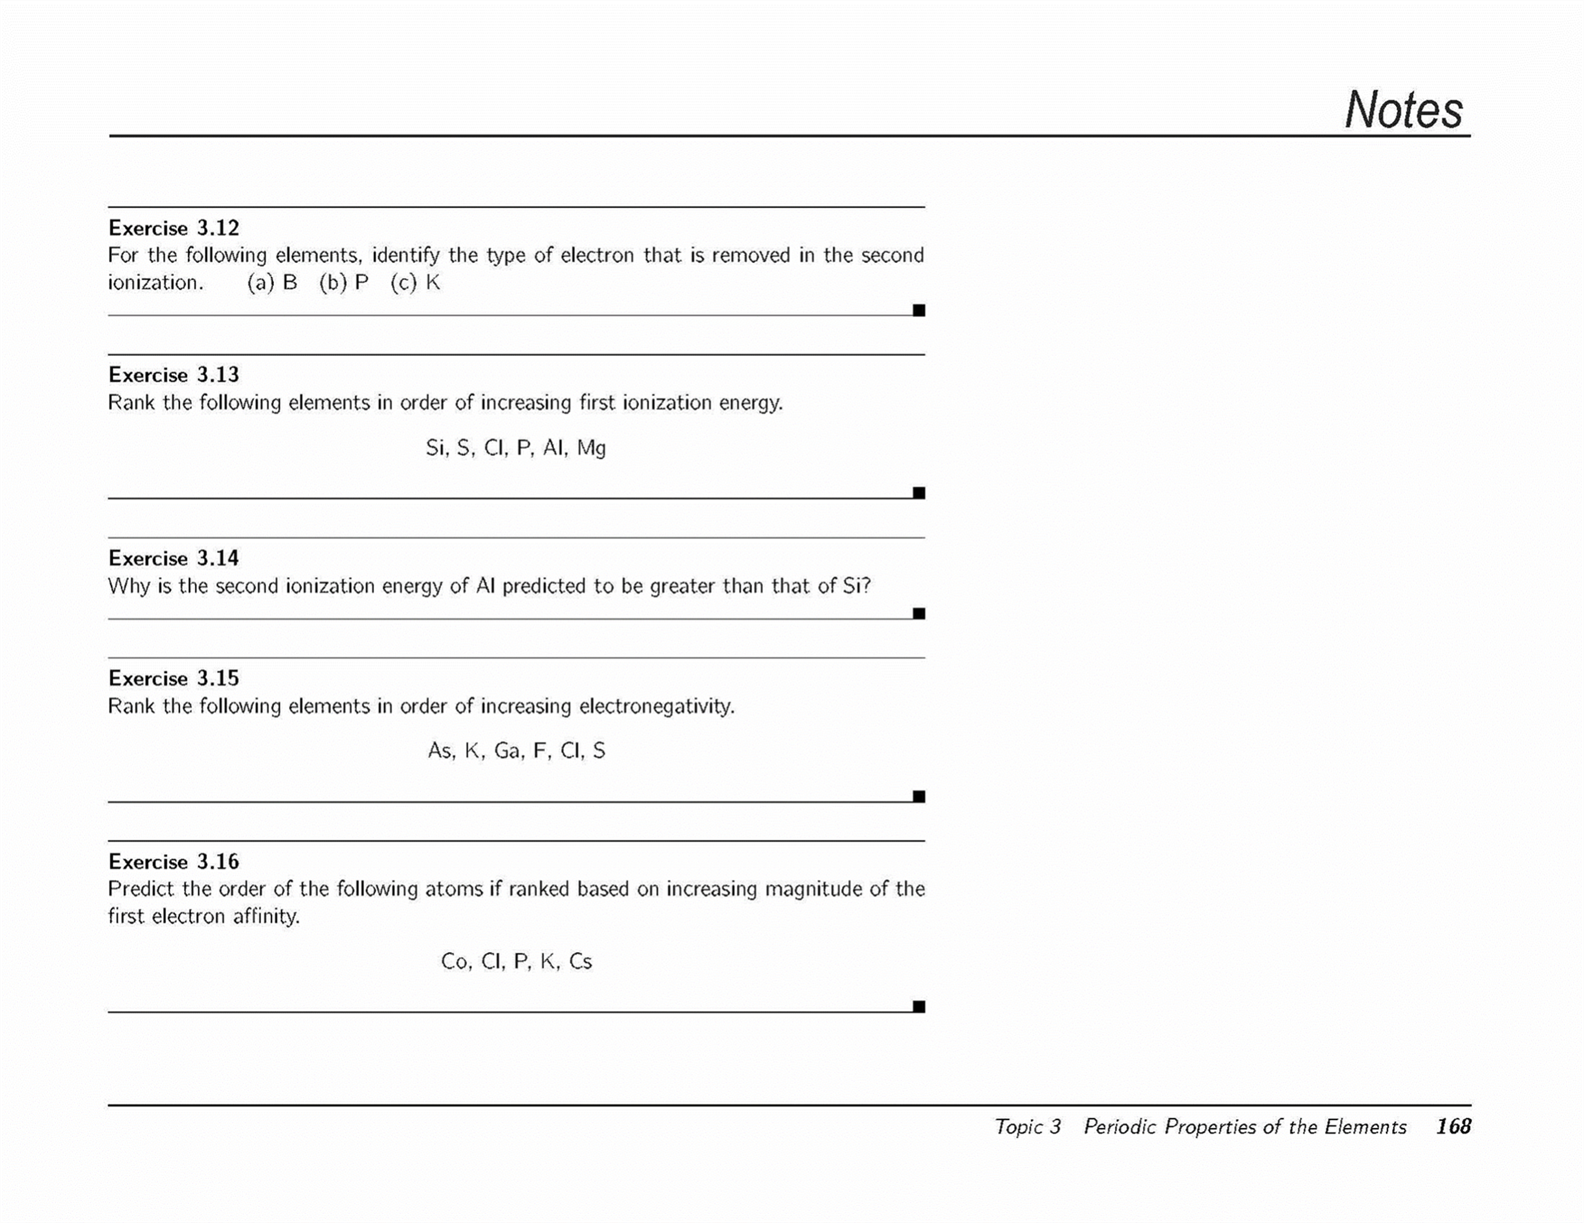 Notes
Exercise 3.12
For the following elements, identify the type of electron that is removed in the second
ionization. (a) B (b) P (c) K
Exercise 3.13
Rank the following elements in order of increasing first ionization energy.
Si, S, Cl, P, Al, Mg
Exercise 3.14
Why is the second ionization energy of Al predicted to be greater than that of Si?
Exercise 3.15
Rank the following elements in order of increasing electronegativity.
As, K, Ga, F, Cl, S
Exercise 3.16
Predict the order of the following atoms if ranked based on increasing magnitude of the
first electron affinity.
Co, Cl, P, K, Cs
Topic 3 Periodic Properties of the Elements 168